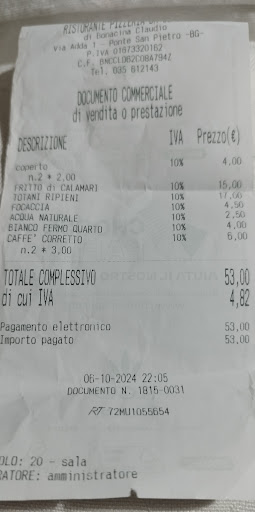 RISTORANTE PIZZERIA
di Bonacina Claudio
Via Adda 1 - Ponte San Pietro -BG-
P.IVA 01673320162
C.F. BNCCLD82C08A794Z
Tel. 035 612143
DOCUMENTO COMMERCIALE
di vendita o prestazione
DESCRIZIONE IVA Prezzo(€)
coperto 10% 4,00
n.2 * 2,00
FRITTO di CALAMARI 10% 15,00
TOTANI RIPIENI 10% 17,00
FOCACCIA 10% 4,50
ACQUA NATURALE 10% 2,50
BIANCO FERMO QUARTO 10% 4,00
CAFFE' CORRETTO 10% 6,00
n.2 * 3,00
TOTALE COMPLESSIVO 53,00
di cui IVA 4,82
Pagamento elettronico 53,00
Importo pagato 53,00
06-10-2024 22:05
DOCUMENTO N. 1815-0031
RT 72MU1055654
OLO: 20 - sala
RATORE: amministratore